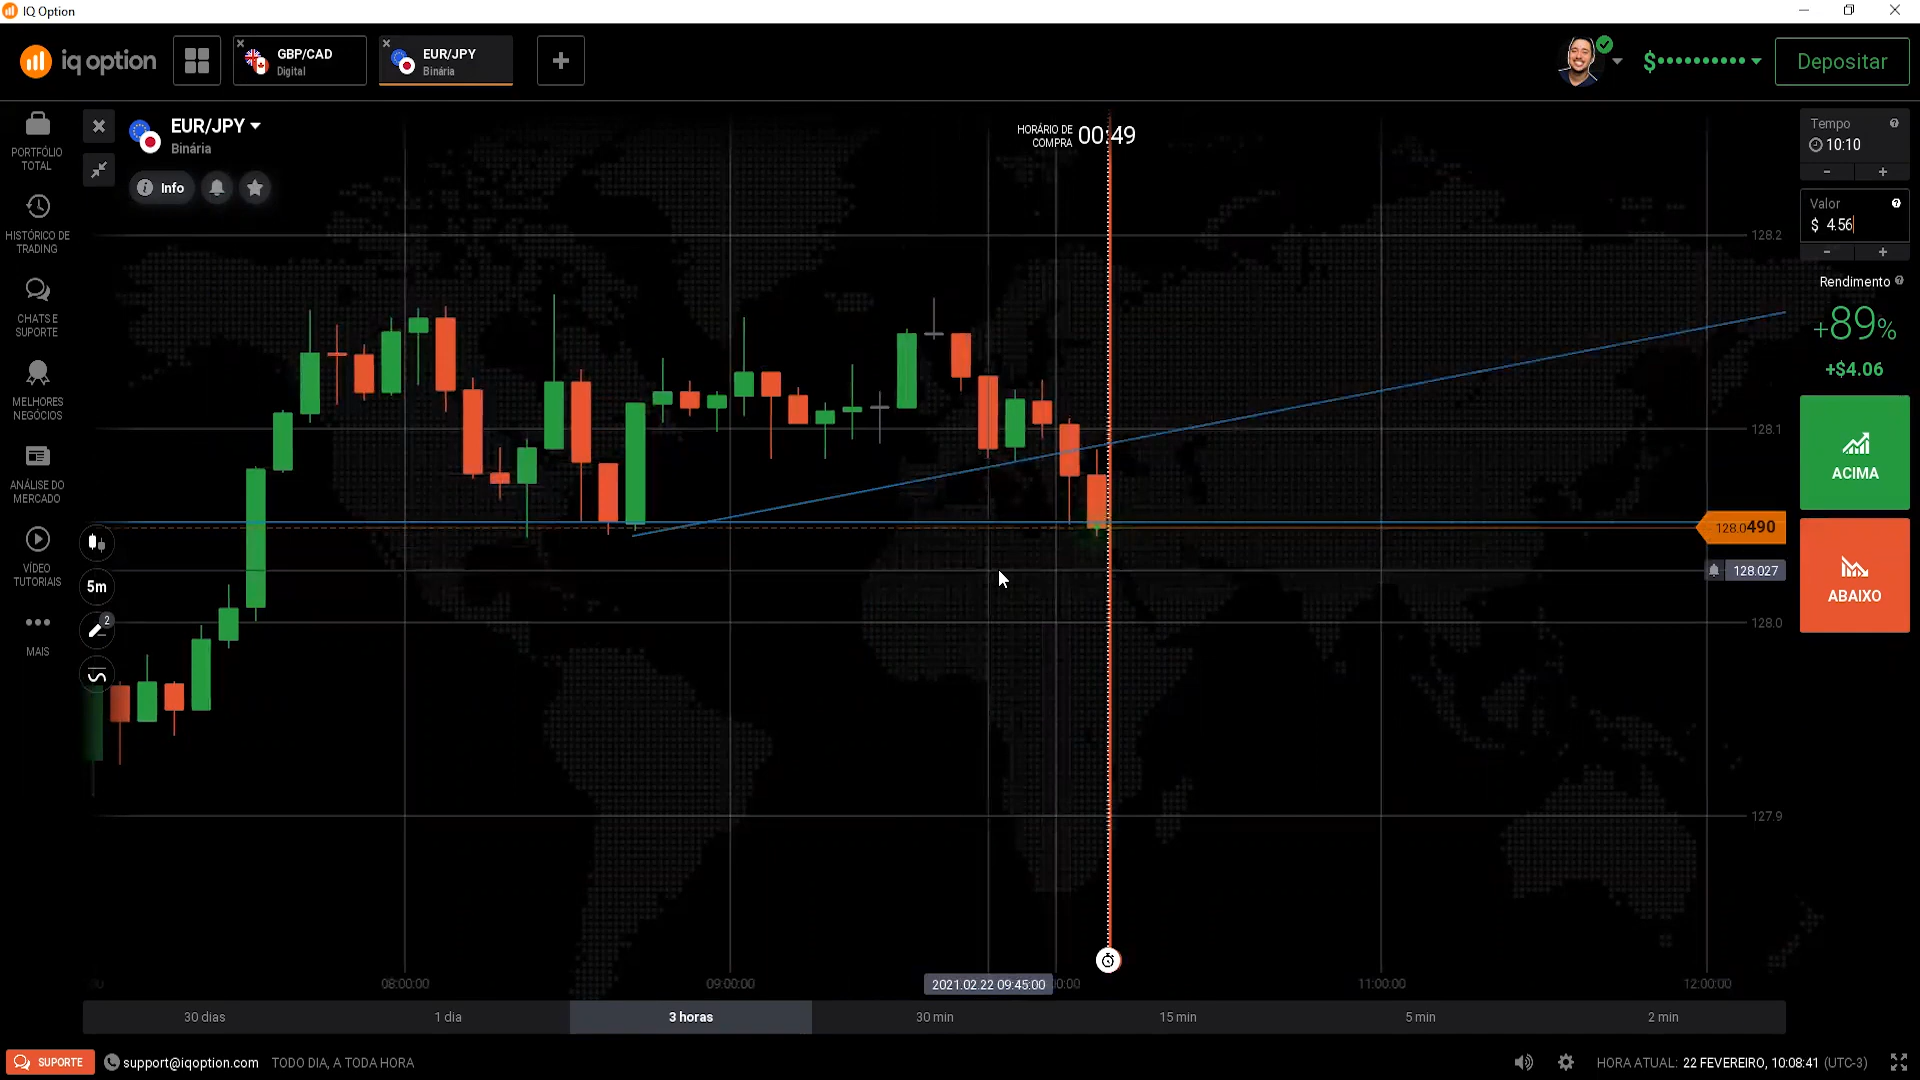 IQ Option
iq option
GBP/CAD
Digital
EUR/JPY
Binária
$
Depositar
EUR/JPY
Binária
Info
HORÁRIO DE
COMPRA
00:49
PORTFÓLIO
TOTAL
HISTÓRICO DE
TRADING
CHATS E
SUPORTE
MELHORES
NEGÓCIOS
ANÁLISE DO
MERCADO
VÍDEO
TUTORIAIS
MAIS
5m
2
128.2
128.1
128.0490
128.027
128.0
127.9
Tempo
10:10
- +
Valor
$ 4.56
- +
Rendimento
+89%
+$4.06
ACIMA
ABAIXO
08:00:00
09:00:00
2021.02.22 09:45:00
00:00
11:00:00
12:00:00
30 dias
1 dia
3 horas
30 min
15 min
5 min
2 min
SUPORTE
support@iqoption.com
TODO DIA, A TODA HORA
HORA ATUAL: 22 FEVEREIRO, 10:08:41 (UTC-3)